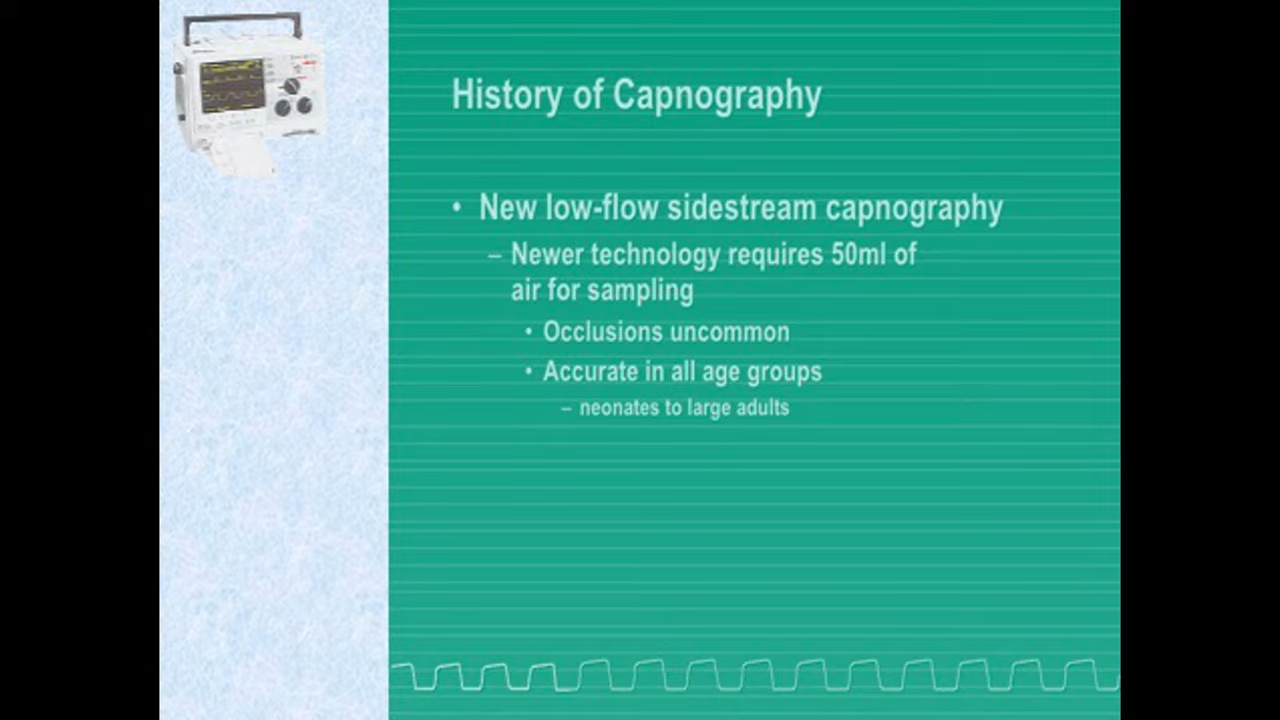 History of Capnography
• New low-flow sidestream capnography
– Newer technology requires 50ml of
air for sampling
• Occlusions uncommon
• Accurate in all age groups
– neonates to large adults